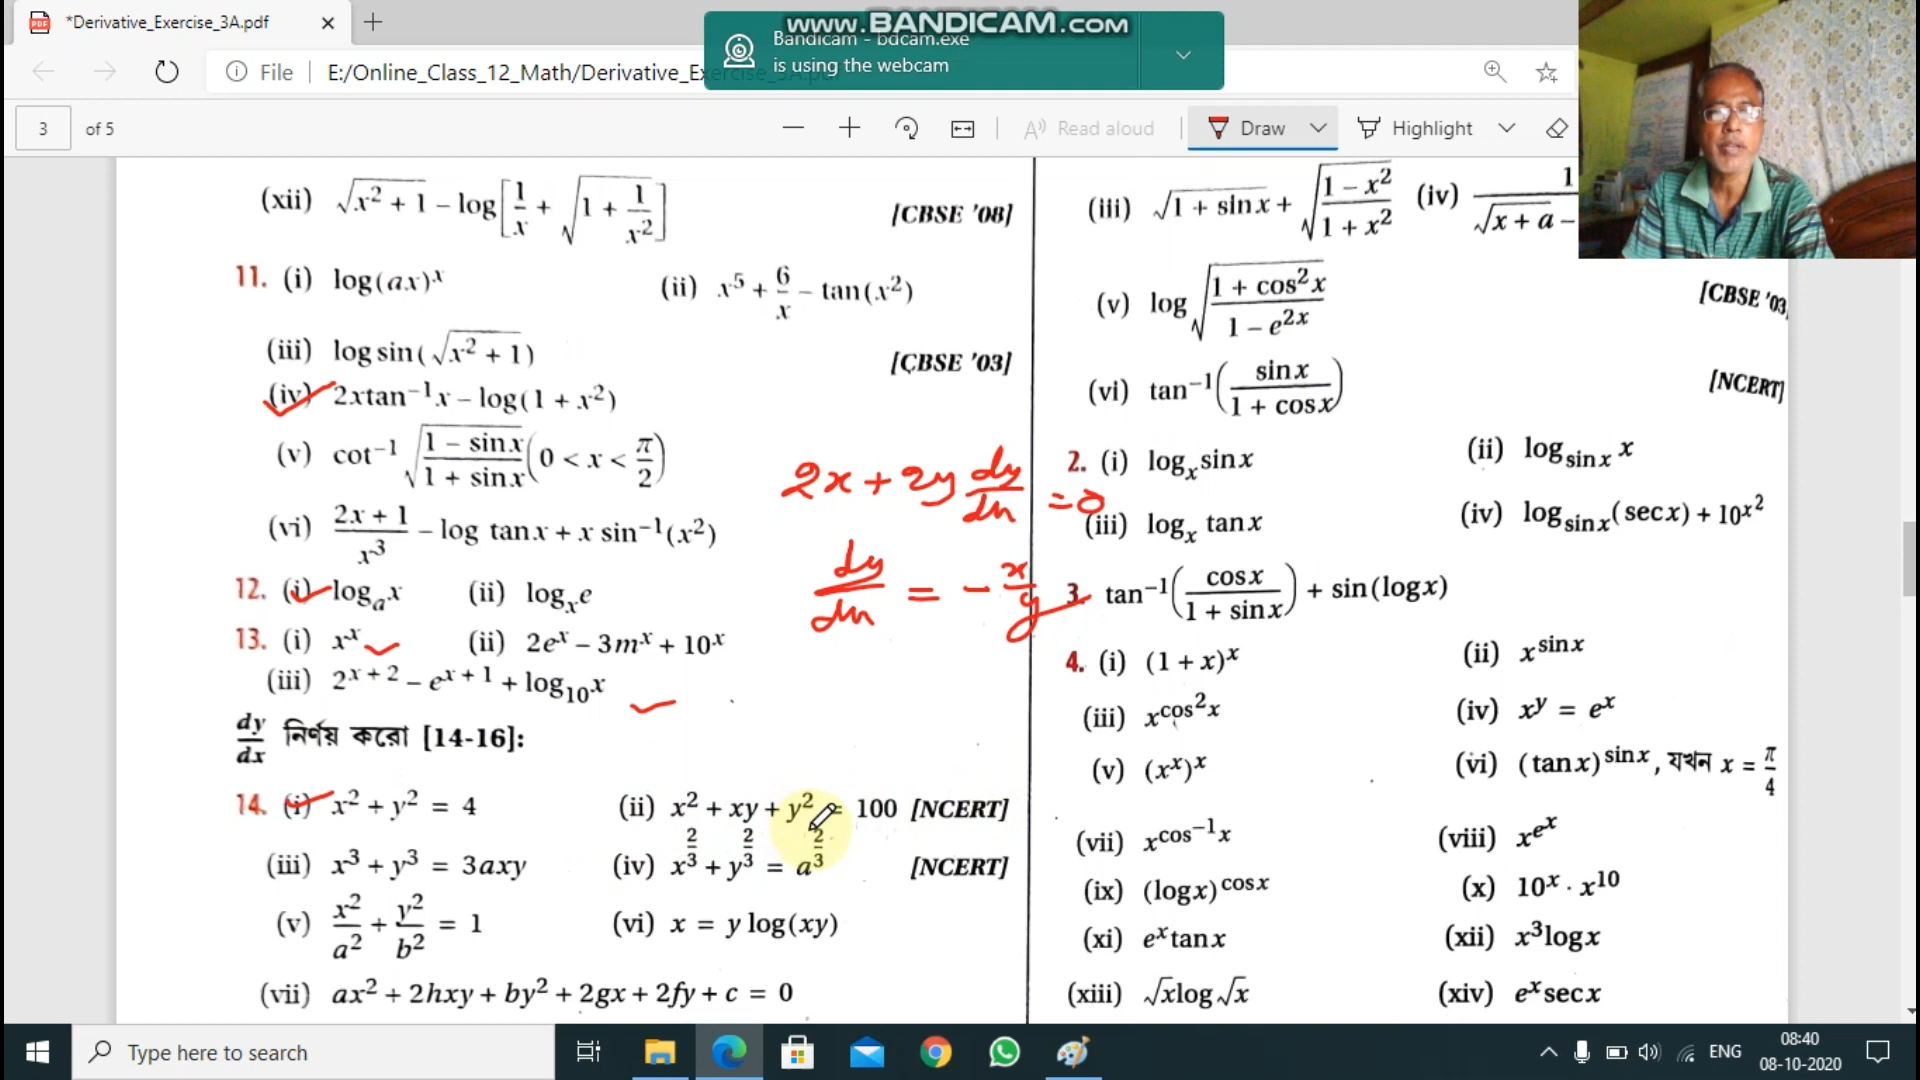 *Derivative_Exercise_3A.pdf
www.BANDICAM.com
Bandicam - bdcam.exe
is using the webcam
File E:/Online_Class_12_Math/Derivative_Ex
3 of 5
Read aloud Draw Highlight
(xii) √(x² + 1) − log[1/x + √(1 + 1/x²)] [CBSE '08]
11. (i) log(ax)^x (ii) x⁵ + 6/x − tan(x²)
(iii) log sin(√(x² + 1)) [CBSE '03]
(iv) 2xtan⁻¹x − log(1 + x²)
(v) cot⁻¹ √((1 − sin x)/(1 + sin x)) (0 < x < π/2)
(vi) (2x + 1)/x³ − log tan x + x sin⁻¹(x²)
12. (i) logₐx (ii) logₓe
13. (i) x^x (ii) 2e^x − 3m^x + 10^x
(iii) 2^(x + 2) − e^(x + 1) + log₁₀x
dy/dx নির্ণয় করো [14-16]:
14. (i) x² + y² = 4 (ii) x² + xy + y² = 100 [NCERT]
(iii) x³ + y³ = 3axy (iv) x^(2/3) + y^(2/3) = a^(2/3) [NCERT]
(v) x²/a² + y²/b² = 1 (vi) x = y log(xy)
(vii) ax² + 2hxy + by² + 2gx + 2fy + c = 0
2x + 2y dy/dx = 0
dy/dx = − x/y
(iii) √(1 + sin x) + √((1 − x²)/(1 + x²)) (iv) 1/(√(x + a) −
(v) log √((1 + cos²x)/(1 − e^(2x))) [CBSE '03
(vi) tan⁻¹(sin x/(1 + cos x)) [NCERT]
2. (i) logₓ sin x (ii) log_(sin x) x
(iii) logₓ tan x (iv) log_(sin x)(sec x) + 10^(x²)
3. tan⁻¹(cos x/(1 + sin x)) + sin(log x)
4. (i) (1 + x)^x (ii) x^(sin x)
(iii) x^(cos²x) (iv) x^y = e^x
(v) (x^x)^x (vi) (tan x)^(sin x), যখন x = π/4
(vii) x^(cos⁻¹x) (viii) x^(e^x)
(ix) (log x)^(cos x) (x) 10^x · x¹⁰
(xi) e^x tan x (xii) x³log x
(xiii) √x log √x (xiv) e^x sec x
Type here to search
ENG
08:40
08-10-2020